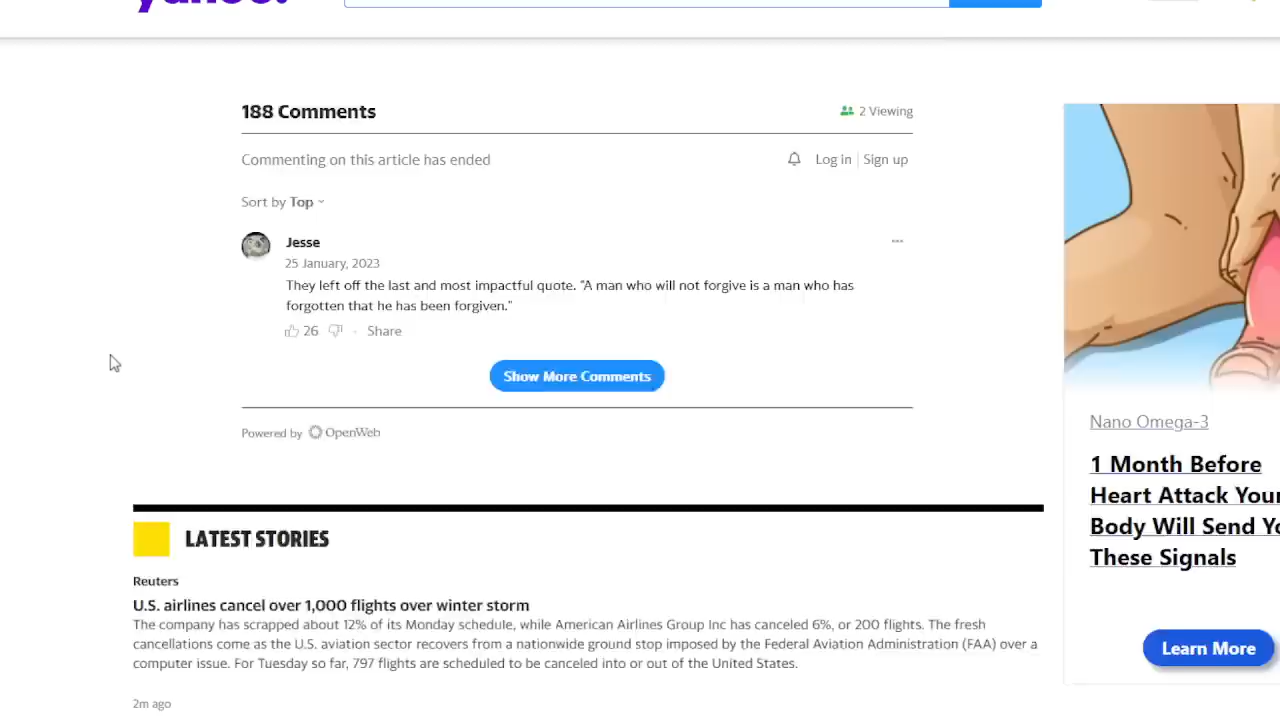 yahoo!
188 Comments
2 Viewing
Commenting on this article has ended
Log in
Sign up
Sort by Top
Jesse
25 January, 2023
They left off the last and most impactful quote. "A man who will not forgive is a man who has
forgotten that he has been forgiven."
26
Share
Show More Comments
Powered by OpenWeb
LATEST STORIES
Reuters
U.S. airlines cancel over 1,000 flights over winter storm
The company has scrapped about 12% of its Monday schedule, while American Airlines Group Inc has canceled 6%, or 200 flights. The fresh
cancellations come as the U.S. aviation sector recovers from a nationwide ground stop imposed by the Federal Aviation Administration (FAA) over a
computer issue. For Tuesday so far, 797 flights are scheduled to be canceled into or out of the United States.
2m ago
Nano Omega-3
1 Month Before
Heart Attack Your
Body Will Send
These Signals
Learn More